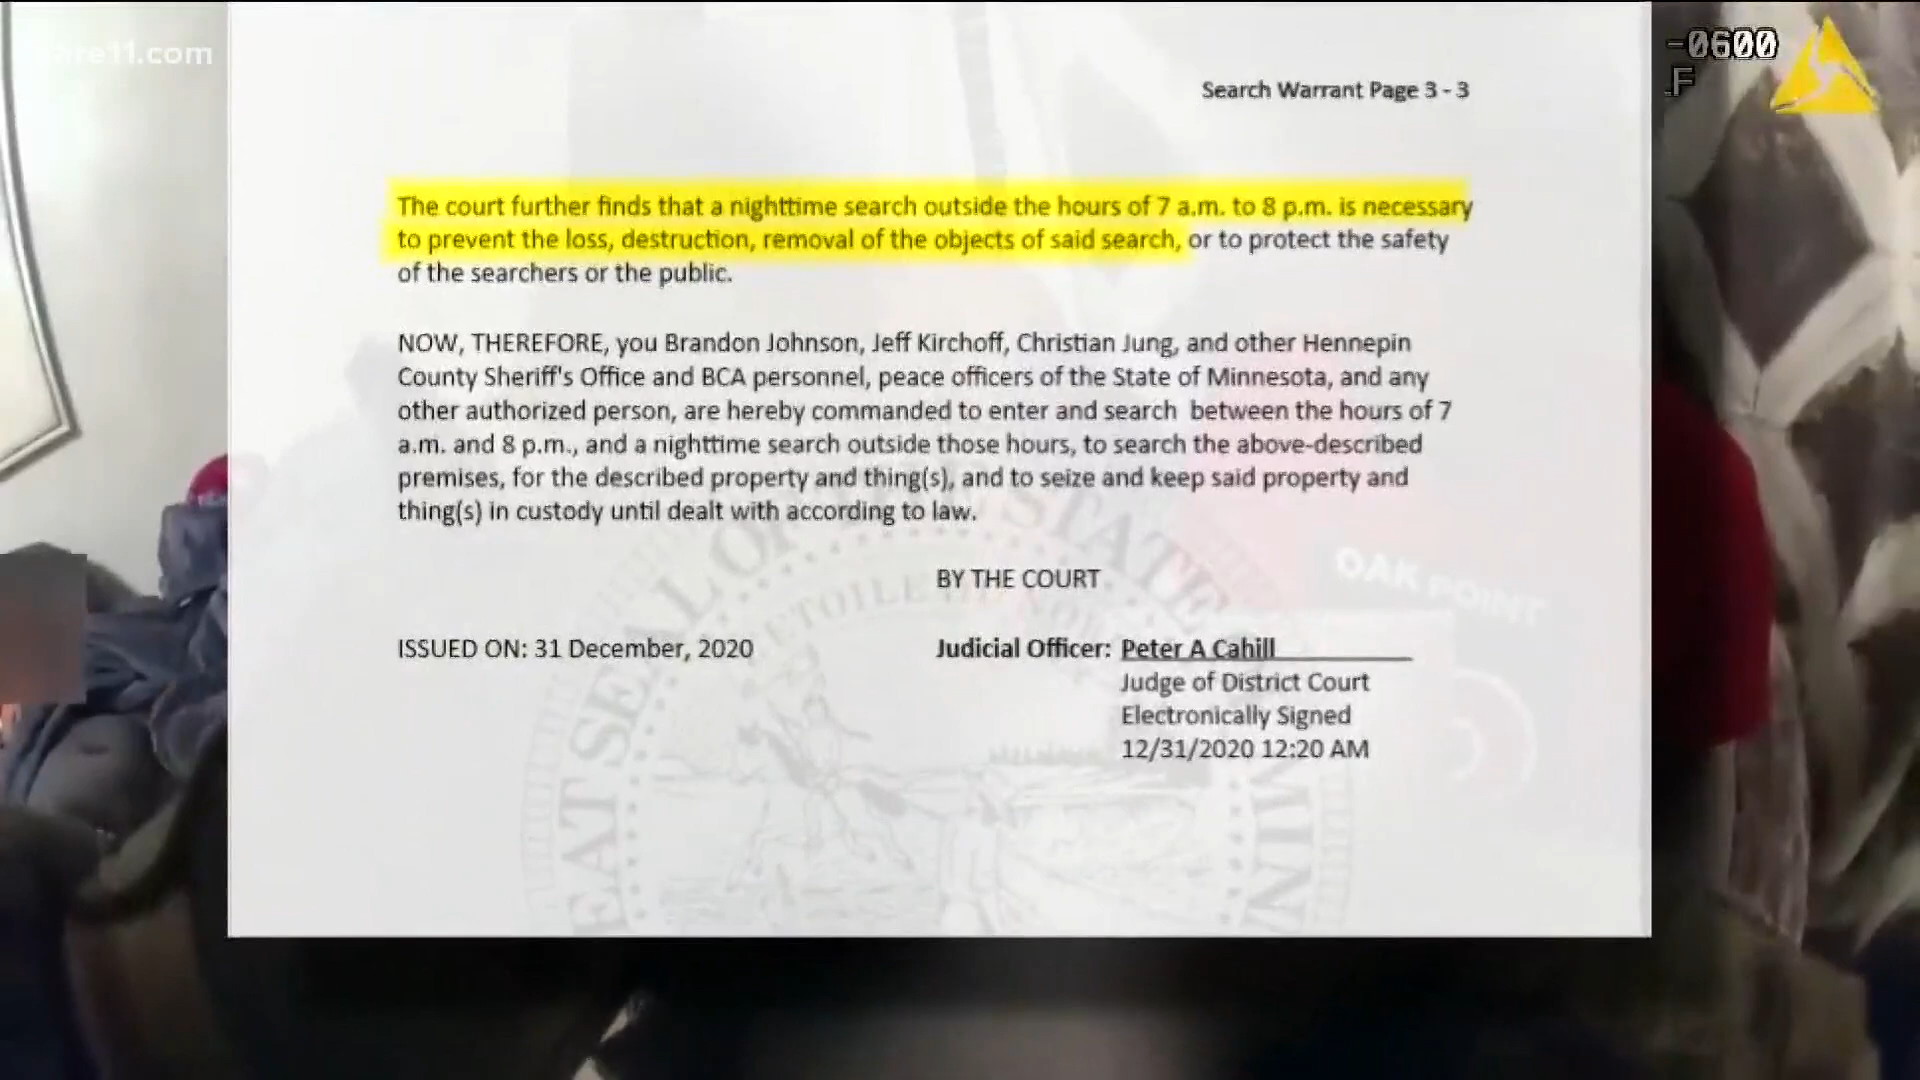 11.com
-0600
Search Warrant Page 3 - 3
The court further finds that a nighttime search outside the hours of 7 a.m. to 8 p.m. is necessary
to prevent the loss, destruction, removal of the objects of said search, or to protect the safety
of the searchers or the public.
NOW, THEREFORE, you Brandon Johnson, Jeff Kirchoff, Christian Jung, and other Hennepin
County Sheriff's Office and BCA personnel, peace officers of the State of Minnesota, and any
other authorized person, are hereby commanded to enter and search between the hours of 7
a.m. and 8 p.m., and a nighttime search outside those hours, to search the above-described
premises, for the described property and thing(s), and to seize and keep said property and
thing(s) in custody until dealt with according to law.
OAK POINT
BY THE COURT
ISSUED ON: 31 December, 2020
Judicial Officer: Peter A Cahill
Judge of District Court
Electronically Signed
12/31/2020 12:20 AM